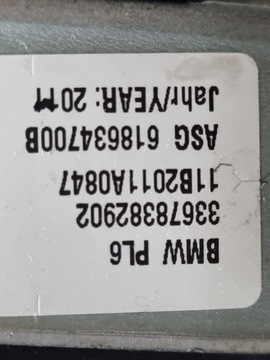 BMW PL6
33678382902
11B2011A0847
ASG 618634700B
Jahr/YEAR: 2011